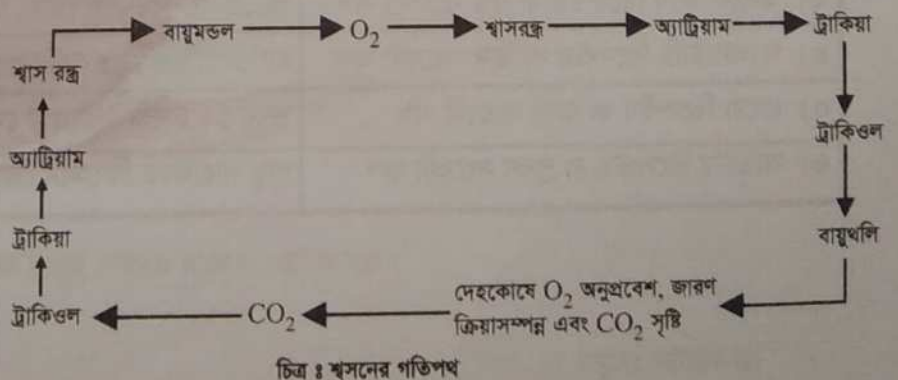 বায়ুমন্ডল O₂ শ্বাসরন্ধ্র অ্যাট্রিয়াম ট্রাকিয়া
ট্রাকিওল
বায়ুথলি
দেহকোষে O₂ অনুপ্রবেশ, জারণ
ক্রিয়াসম্পন্ন এবং CO₂ সৃষ্টি
CO₂
ট্রাকিওল
ট্রাকিয়া
অ্যাট্রিয়াম
শ্বাস রন্ধ্র
চিত্র ঃ শ্বসনের গতিপথ